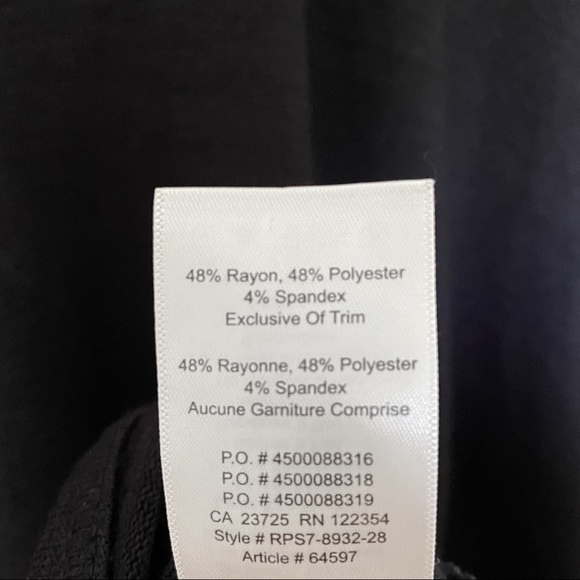 48% Rayon, 48% Polyester
4% Spandex
Exclusive Of Trim
48% Rayonne, 48% Polyester
4% Spandex
Aucune Garniture Comprise
P.O. # 4500088316
P.O. # 4500088318
P.O. # 4500088319
CA 23725 RN 122354
Style # RPS7-8932-28
Article # 64597